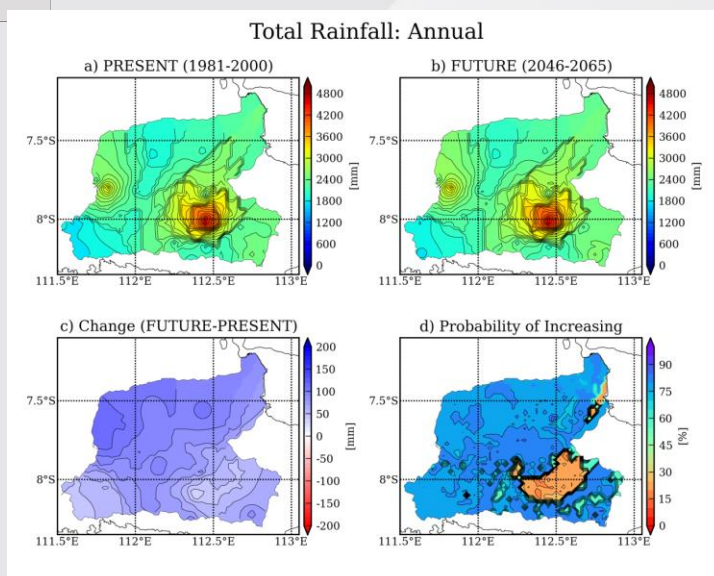 Total Rainfall: Annual
a) PRESENT (1981-2000)
7.5°S
8°S
111.5°E 112°E 112.5°E 113°E
4800
4200
3600
3000
2400
1800
1200
600
0
[mm]
b) FUTURE (2046-2065)
7.5°S
8°S
111.5°E 112°E 112.5°E 113°E
4800
4200
3600
3000
2400
1800
1200
600
0
[mm]
c) Change (FUTURE-PRESENT)
7.5°S
8°S
111.5°E 112°E 112.5°E 113°E
200
150
100
50
0
-50
-100
-150
-200
[mm]
d) Probability of Increasing
7.5°S
8°S
111.5°E 112°E 112.5°E 113°E
90
75
60
45
30
15
0
[%]